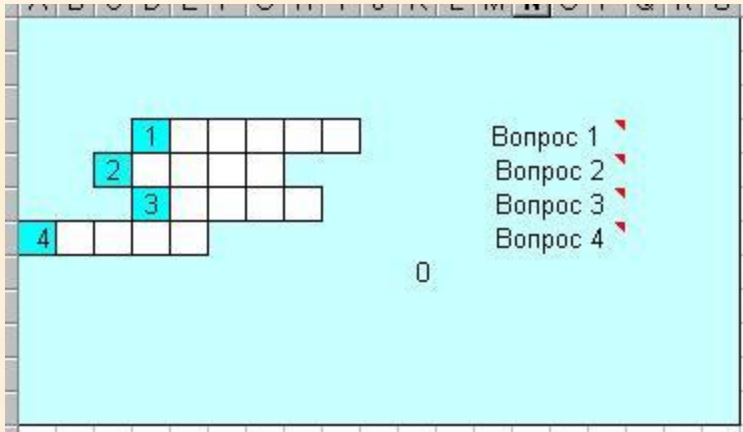 A B C D E F G H I J K L M N O P Q R S
1 Вопрос 1
2 Вопрос 2
3 Вопрос 3
4 Вопрос 4
0